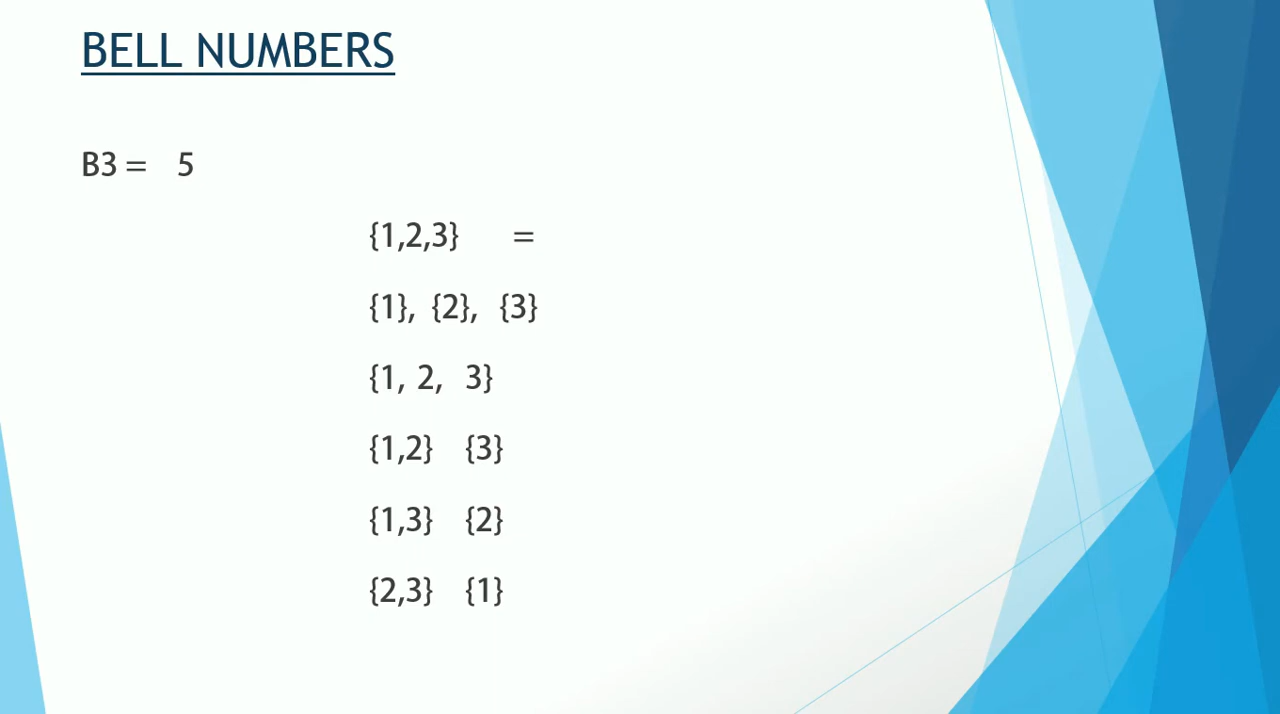 BELL NUMBERS
B3 = 5
{1,2,3} =
{1}, {2}, {3}
{1, 2, 3}
{1,2} {3}
{1,3} {2}
{2,3} {1}